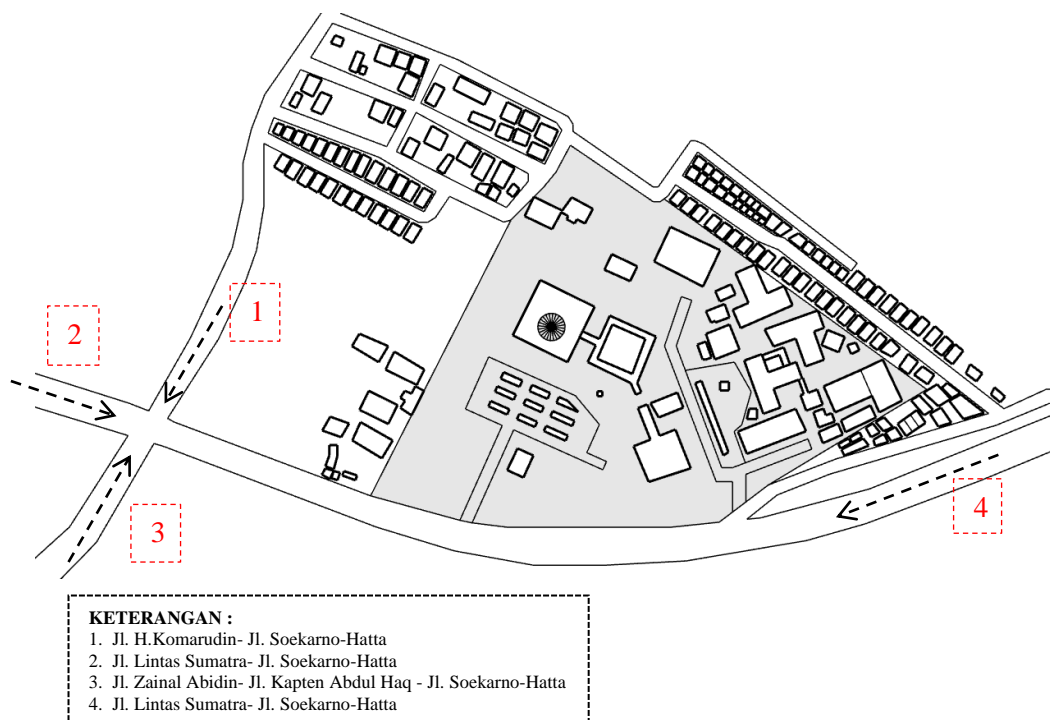 1
2
3
4
KETERANGAN :
1. Jl. H.Komarudin- Jl. Soekarno-Hatta
2. Jl. Lintas Sumatra- Jl. Soekarno-Hatta
3. Jl. Zainal Abidin- Jl. Kapten Abdul Haq - Jl. Soekarno-Hatta
4. Jl. Lintas Sumatra- Jl. Soekarno-Hatta